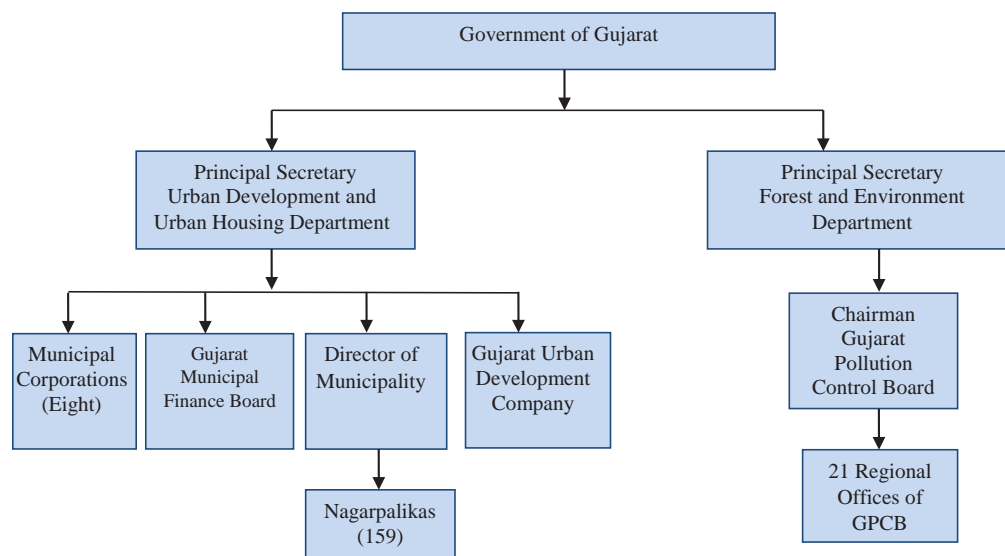 Government of Gujarat
Principal Secretary
Urban Development and
Urban Housing Department
Principal Secretary
Forest and Environment
Department
Municipal
Corporations
(Eight)
Gujarat
Municipal
Finance Board
Director of
Municipality
Gujarat Urban
Development
Company
Chairman
Gujarat
Pollution
Control Board
Nagarpalikas
(159)
21 Regional
Offices of
GPCB